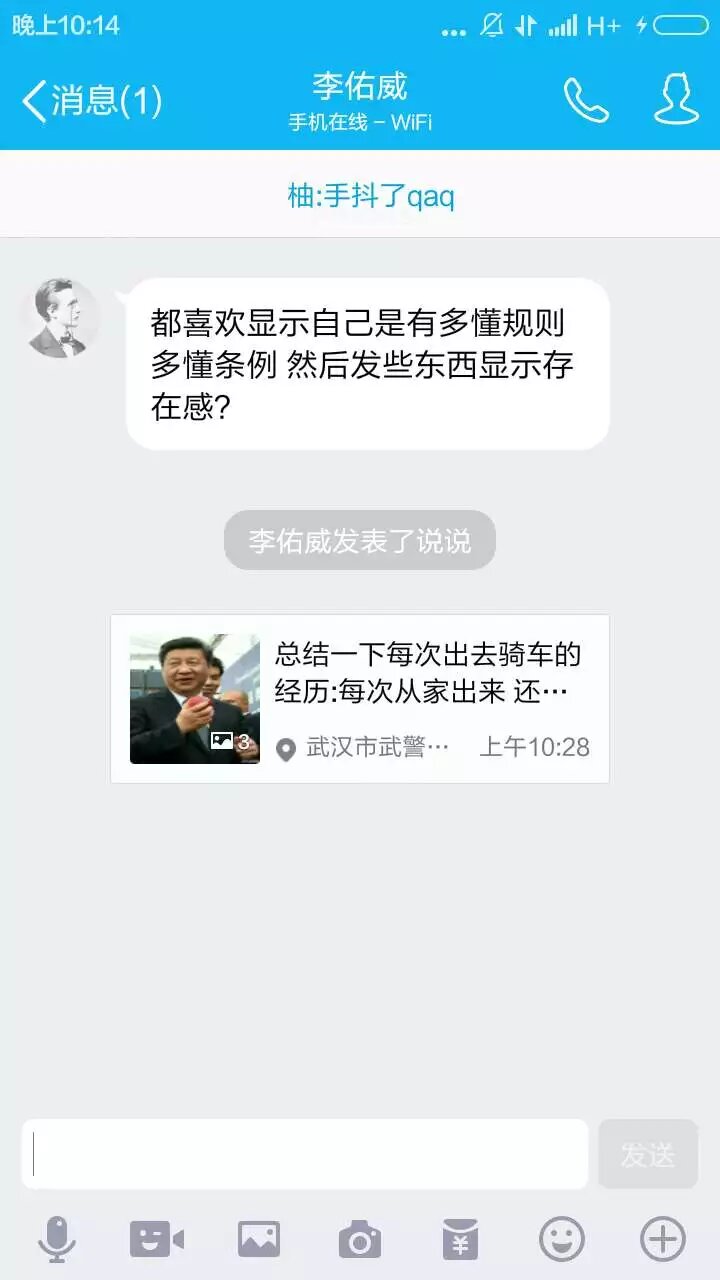 晚上10:14
H+
消息(1)
李佑威
手机在线 – WiFi
柚:手抖了qaq
都喜欢显示自己是有多懂规则
多懂条例 然后发些东西显示存
在感？
李佑威发表了说说
总结一下每次出去骑车的
经历:每次从家出来 还…
3
武汉市武警… 上午10:28
发送